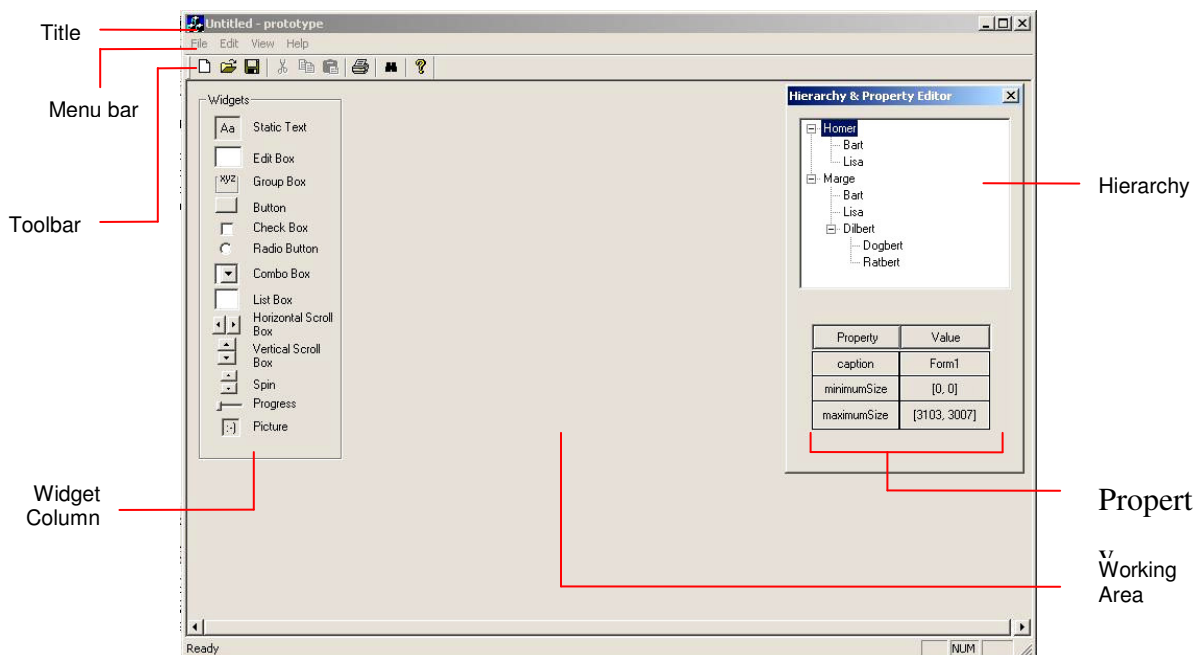 Untitled - prototype
Title
File Edit View Help
Menu bar
Toolbar
Widgets
Aa Static Text
Edit Box
xyz Group Box
Button
Check Box
Radio Button
Combo Box
List Box
Horizontal Scroll
Box
Vertical Scroll
Box
Spin
Progress
:-) Picture
Widget
Column
Hierarchy & Property Editor
Homer
Bart
Lisa
Marge
Bart
Lisa
Dilbert
Dogbert
Ratbert
Hierarchy
Property Value
caption Form1
minimumSize [0, 0]
maximumSize [3103, 3007]
Propert
y
Working
Area
Ready
NUM